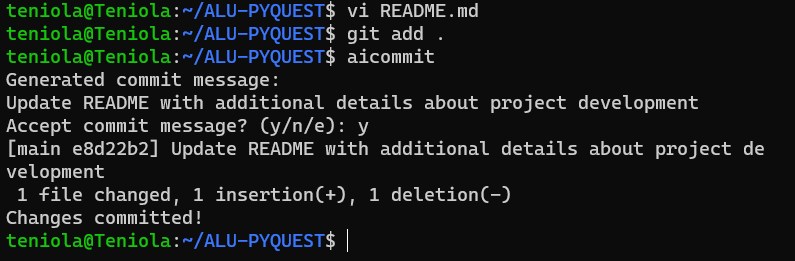 teniola@Teniola:~/ALU-PYQUEST$ vi README.md
teniola@Teniola:~/ALU-PYQUEST$ git add .
teniola@Teniola:~/ALU-PYQUEST$ aicommit
Generated commit message:
Update README with additional details about project development
Accept commit message? (y/n/e): y
[main e8d22b2] Update README with additional details about project de
velopment
 1 file changed, 1 insertion(+), 1 deletion(-)
Changes committed!
teniola@Teniola:~/ALU-PYQUEST$